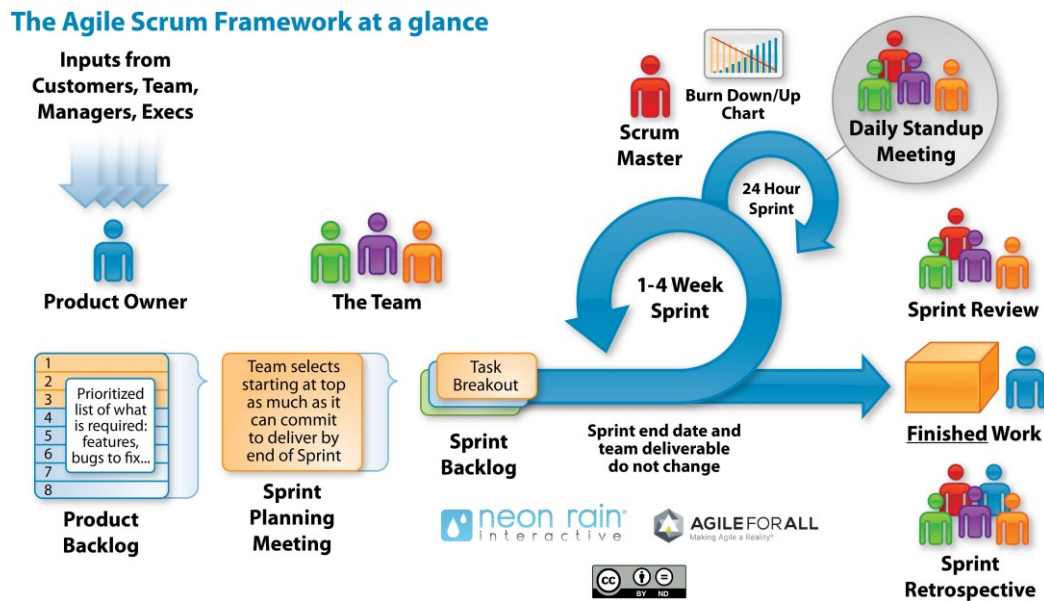 The Agile Scrum Framework at a glance
Inputs from
Customers, Team,
Managers, Execs
Product Owner
The Team
Scrum
Master
Burn Down/Up
Chart
Daily Standup
Meeting
24 Hour
Sprint
1-4 Week
Sprint
Sprint Review
1
2
3
4
5
6
7
8
Prioritized
list of what
is required:
features,
bugs to fix...
Product
Backlog
Team selects
starting at top
as much as it
can commit
to deliver by
end of Sprint
Sprint
Planning
Meeting
Task
Breakout
Sprint
Backlog
Sprint end date and
team deliverable
do not change
Finished Work
Sprint
Retrospective
neon rain®
interactive
AGILEFORALL
Making Agile a Reality®
cc
BY ND